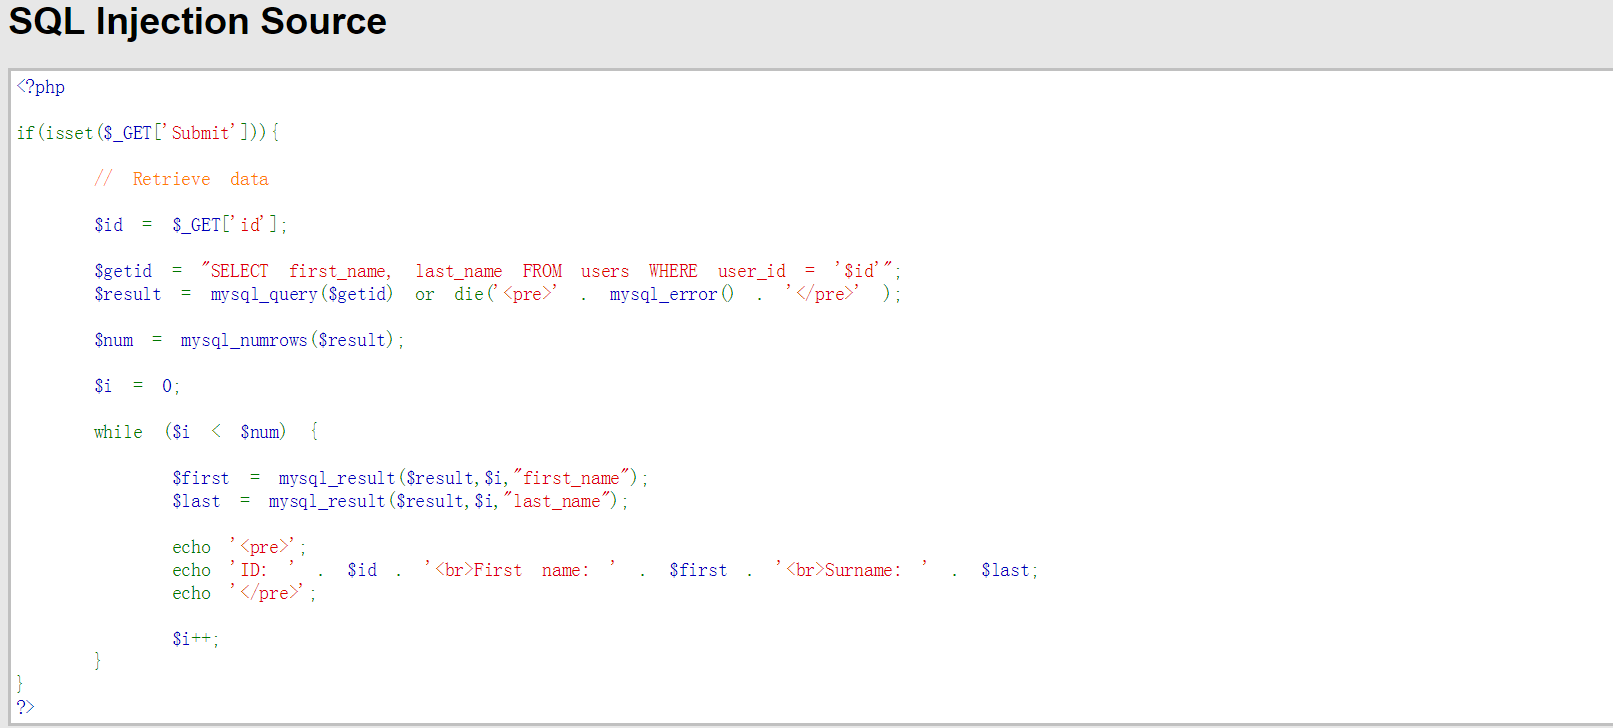 SQL Injection Source
<?php
if(isset($_GET['Submit'])){
// Retrieve data
$id = $_GET['id'];
$getid = "SELECT first_name, last_name FROM users WHERE user_id = '$id'";
$result = mysql_query($getid) or die('<pre>' . mysql_error() . '</pre>' );
$num = mysql_numrows($result);
$i = 0;
while ($i < $num) {
$first = mysql_result($result,$i,"first_name");
$last = mysql_result($result,$i,"last_name");
echo '<pre>';
echo 'ID: ' . $id . '<br>First name: ' . $first . '<br>Surname: ' . $last;
echo '</pre>';
$i++;
}
}
?>